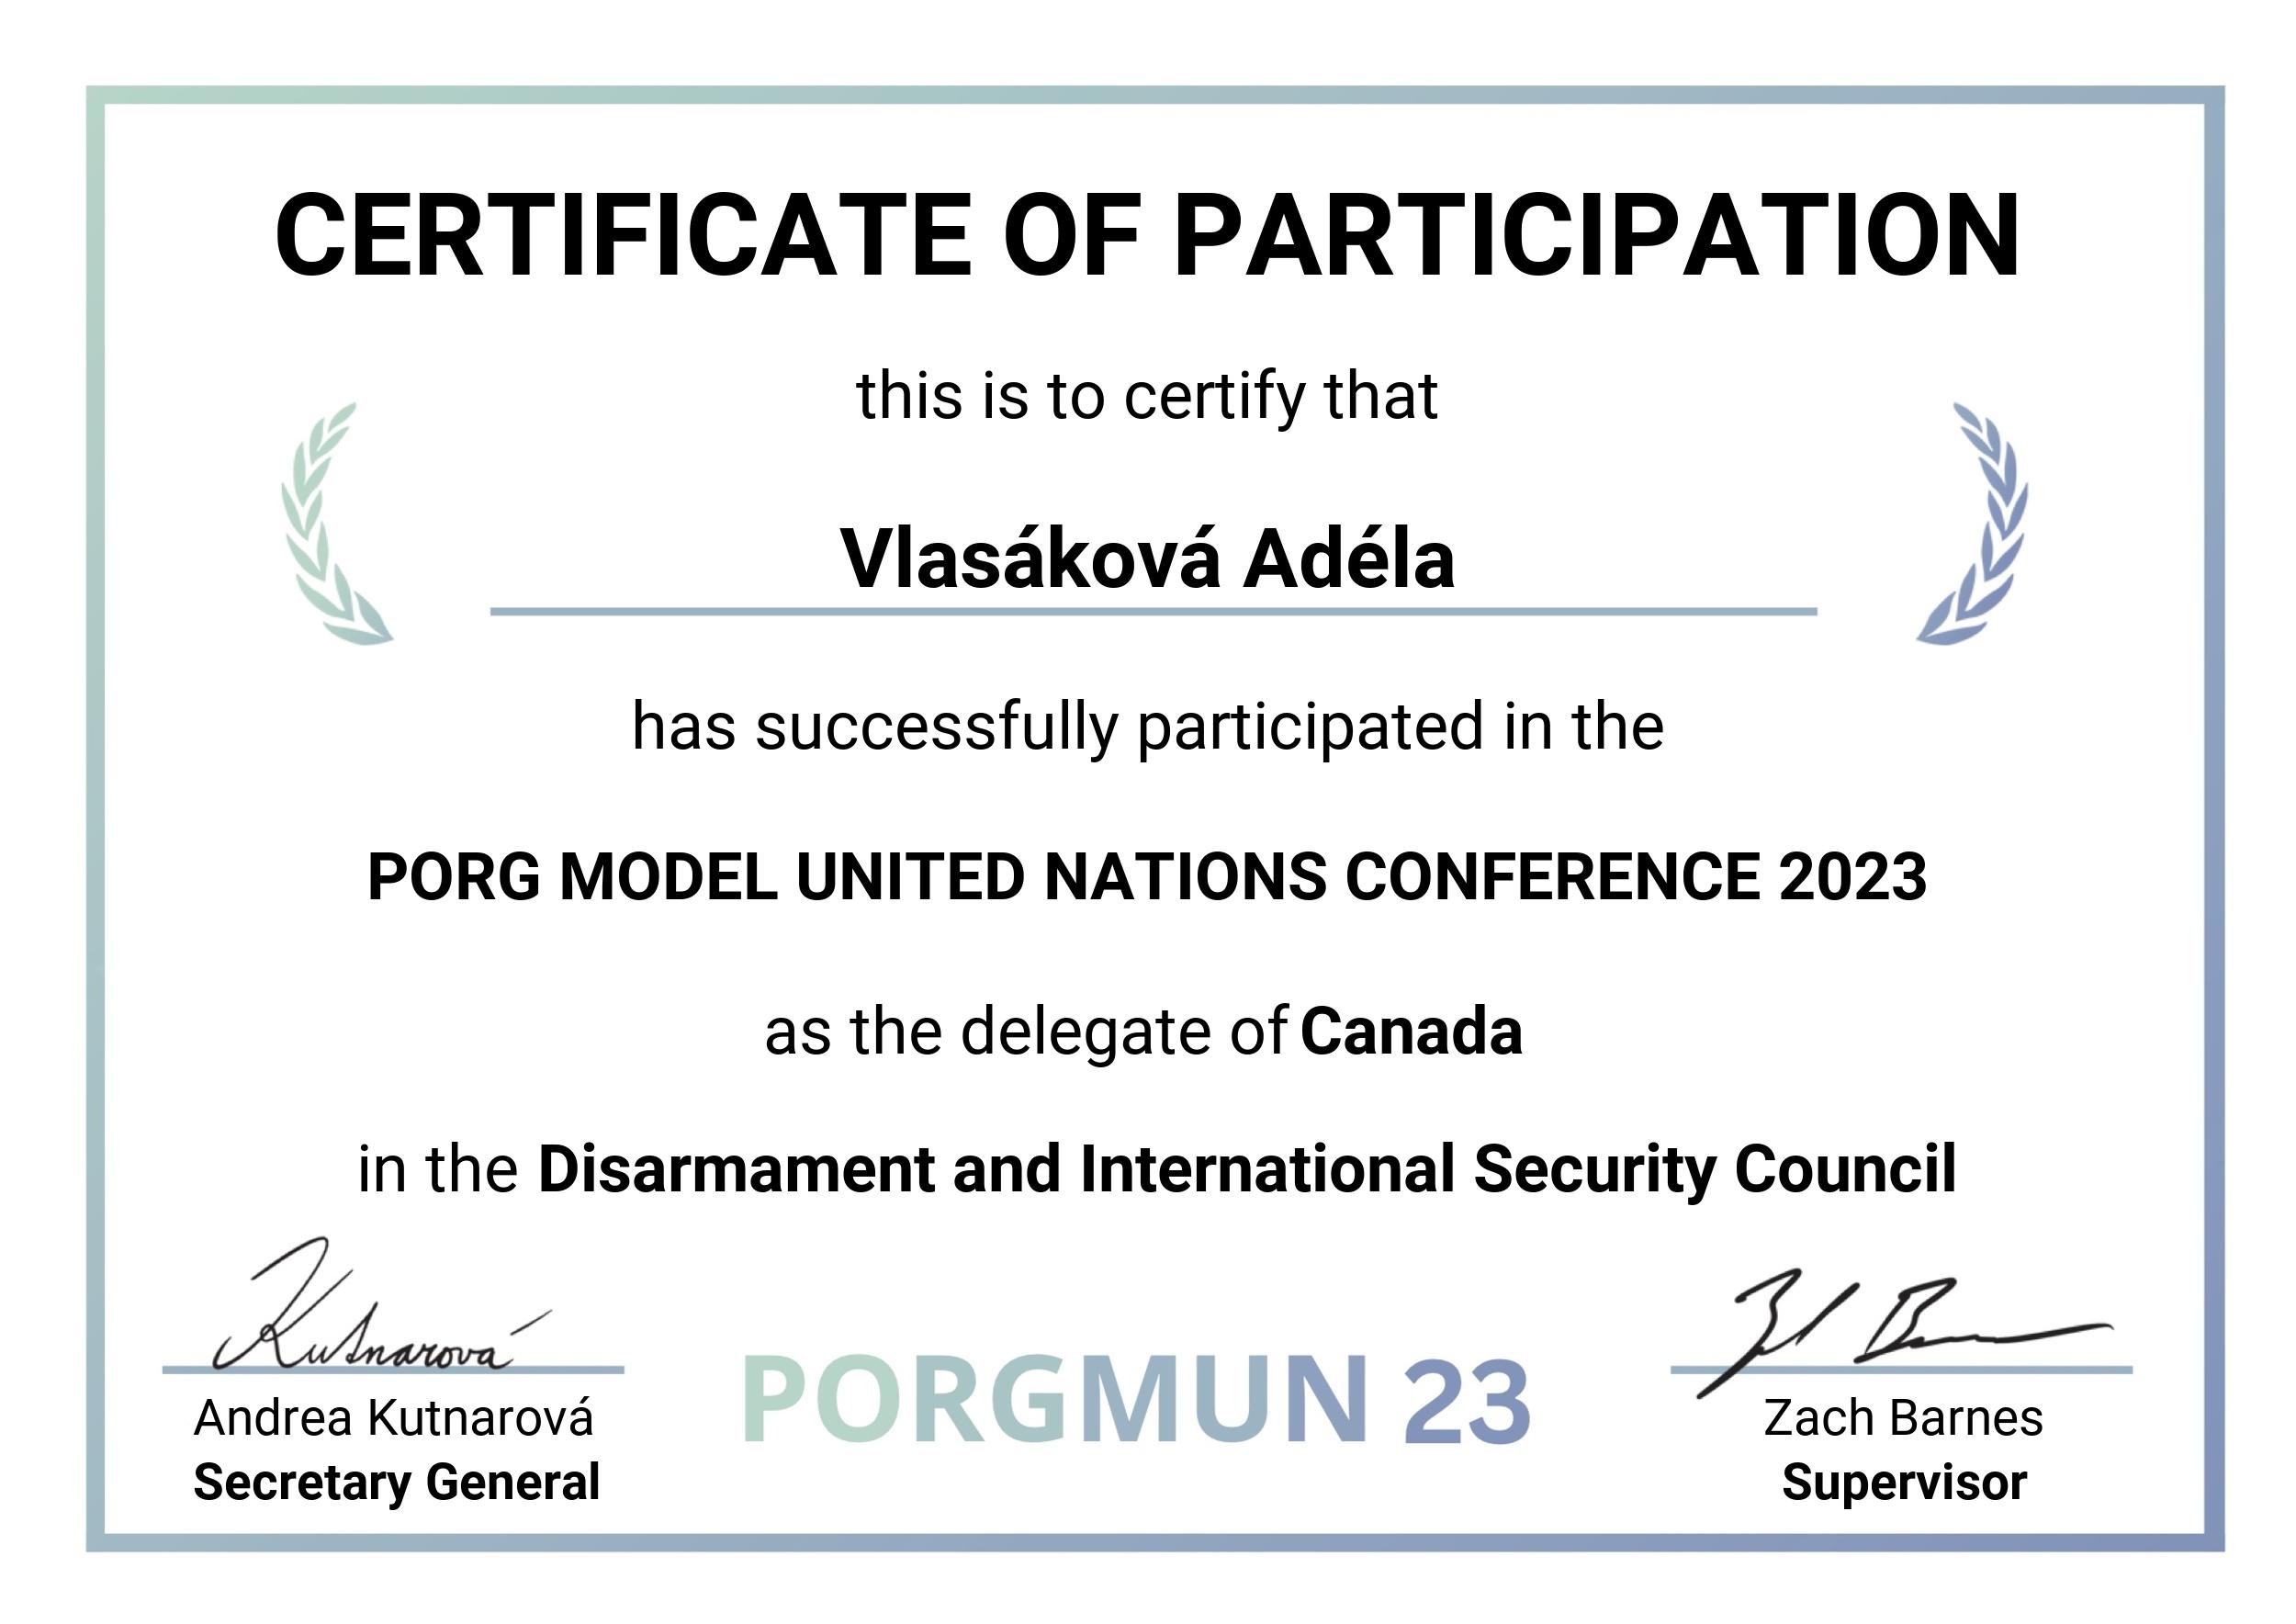 CERTIFICATE OF PARTICIPATION
this is to certify that
Vlasáková Adéla
has successfully participated in the
PORG MODEL UNITED NATIONS CONFERENCE 2023
as the delegate of Canada
in the Disarmament and International Security Council
Kutnarová
Andrea Kutnarová
Secretary General
PORGMUN 23
Zach Barnes
Supervisor